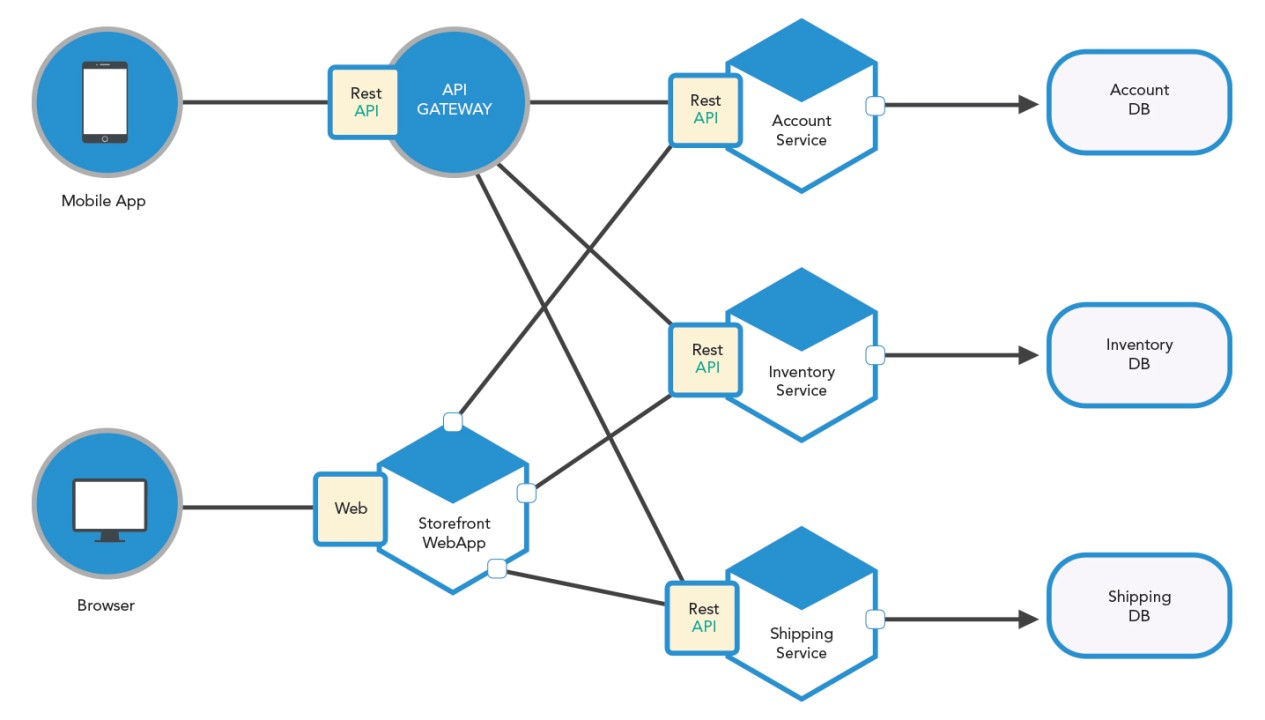 Rest
API
API
GATEWAY
Rest
API
Account
Service
Account
DB
Mobile App
Rest
API
Inventory
Service
Inventory
DB
Web
Storefront
WebApp
Browser
Rest
API
Shipping
Service
Shipping
DB